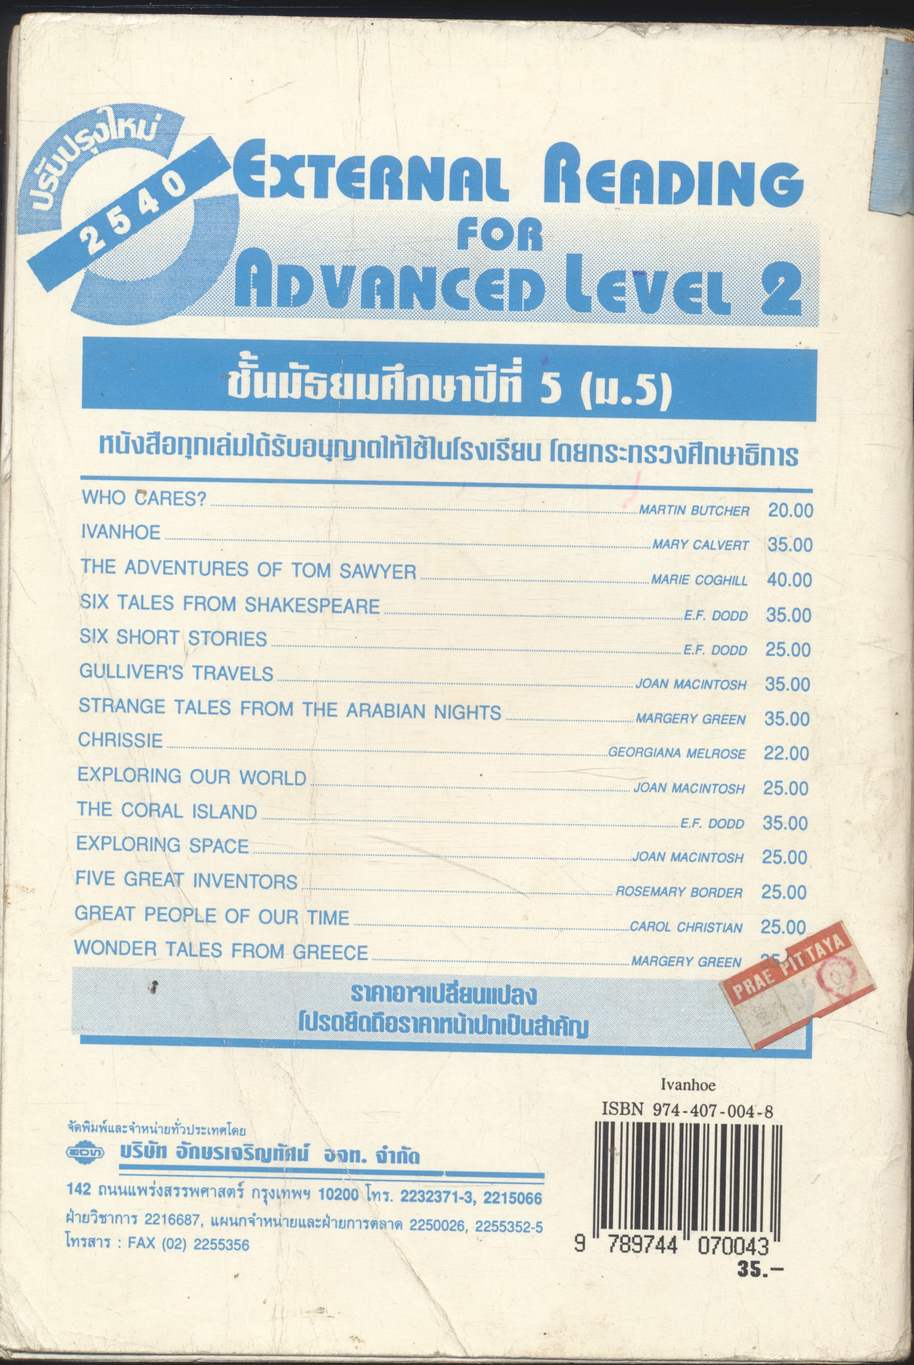 ปรับปรุงใหม่
2540
EXTERNAL READING
FOR
ADVANCED LEVEL 2
ชั้นมัธยมศึกษาปีที่ 5 (ม.5)
หนังสือทุกเล่มได้รับอนุญาตให้ใช้ในโรงเรียน โดยกระทรวงศึกษาธิการ
WHO CARES? MARTIN BUTCHER 20.00
IVANHOE MARY CALVERT 35.00
THE ADVENTURES OF TOM SAWYER MARIE COGHILL 40.00
SIX TALES FROM SHAKESPEARE E.F. DODD 35.00
SIX SHORT STORIES E.F. DODD 25.00
GULLIVER'S TRAVELS JOAN MACINTOSH 35.00
STRANGE TALES FROM THE ARABIAN NIGHTS MARGERY GREEN 35.00
CHRISSIE GEORGIANA MELROSE 22.00
EXPLORING OUR WORLD JOAN MACINTOSH 25.00
THE CORAL ISLAND E.F. DODD 35.00
EXPLORING SPACE JOAN MACINTOSH 25.00
FIVE GREAT INVENTORS ROSEMARY BORDER 25.00
GREAT PEOPLE OF OUR TIME CAROL CHRISTIAN 25.00
WONDER TALES FROM GREECE MARGERY GREEN
PRAE PITTAYA
ราคาอาจเปลี่ยนแปลง
โปรดยึดถือราคาหน้าปกเป็นสำคัญ
Ivanhoe
ISBN 974-407-004-8
9 789744 070043
35.-
จัดพิมพ์และจำหน่ายทั่วประเทศโดย
อจท บริษัท อักษรเจริญทัศน์ อจท. จำกัด
142 ถนนแพร่งสรรพศาสตร์ กรุงเทพฯ 10200 โทร. 2232371-3, 2215066
ฝ่ายวิชาการ 2216687, แผนกจำหน่ายและฝ่ายการตลาด 2250026, 2255352-5
โทรสาร : FAX (02) 2255356